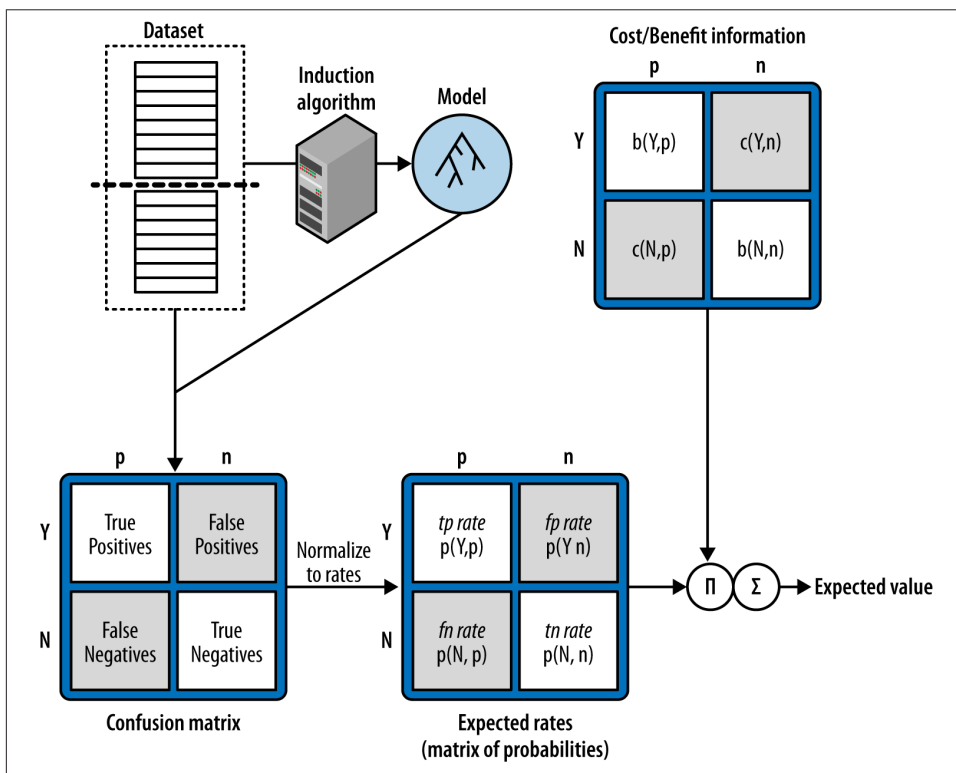 Dataset
Induction
algorithm
Model
Cost/Benefit information
p n
Y b(Y,p) c(Y,n)
N c(N,p) b(N,n)
p n
Y True
Positives
False
Positives
N False
Negatives
True
Negatives
Confusion matrix
Normalize
to rates
p n
Y tp rate
p(Y,p)
fp rate
p(Y n)
N fn rate
p(N, p)
tn rate
p(N, n)
Expected rates
(matrix of probabilities)
Π Σ Expected value